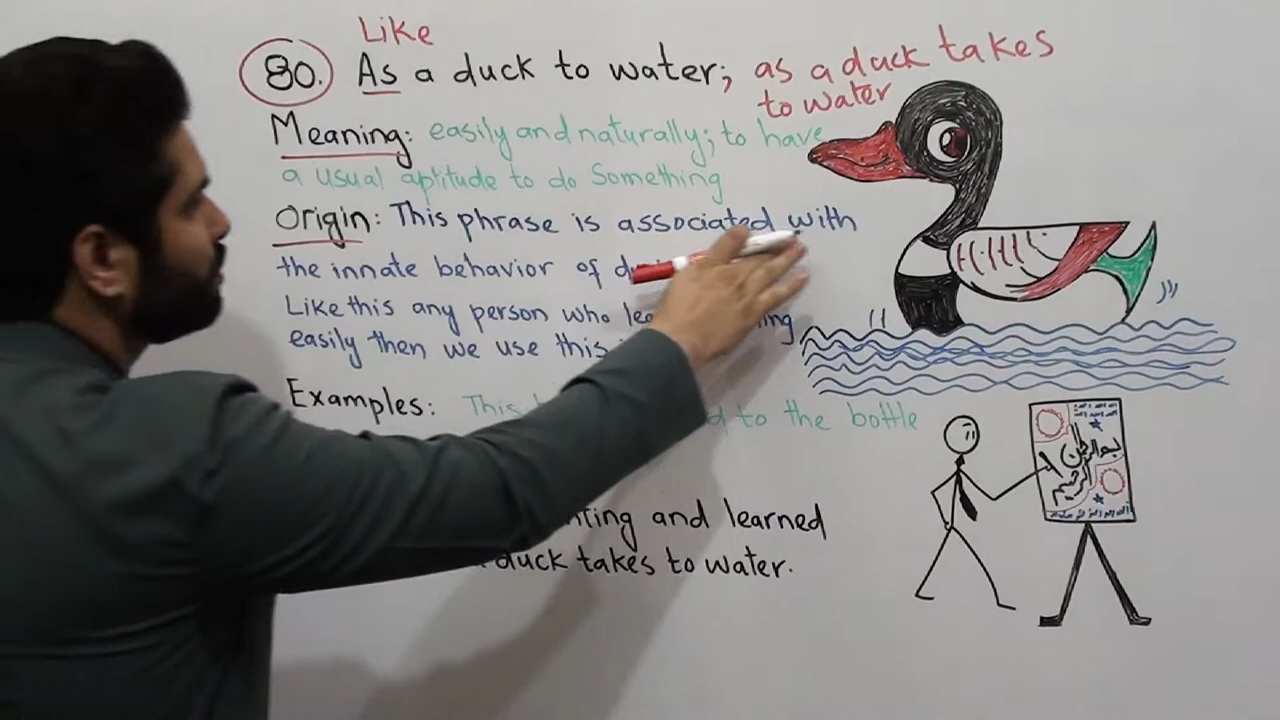 Like
80. As a duck to water; as a duck takes
to water
Meaning: easily and naturally; to have
a usual aptitude to do Something
Origin: This phrase is associated with
the innate behavior of
Like this any person who
easily then we use this
Examples: This to the bottle
and learned
duck takes to water.